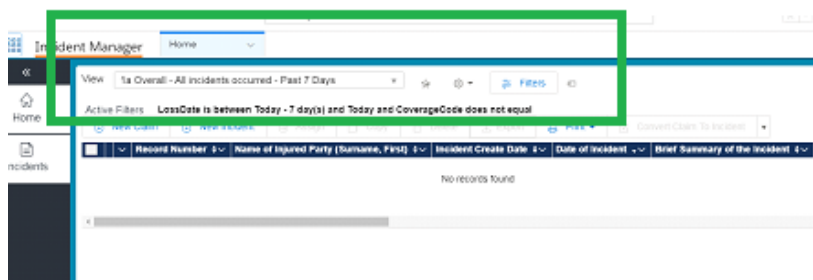 Incident Manager Home
«
View 1a Overall - All incidents occurred - Past 7 Days Filters
Home
Active Filters LossDate is between Today - 7 day(s) and Today and CoverageCode does not equal
New Claim New Incident Assign Copy Delete Export Print Convert Claim To Incident
Incidents
Record Number Name of Injured Party (Surname, First) Incident Create Date Date of Incident Brief Summary of the Incident
No records found